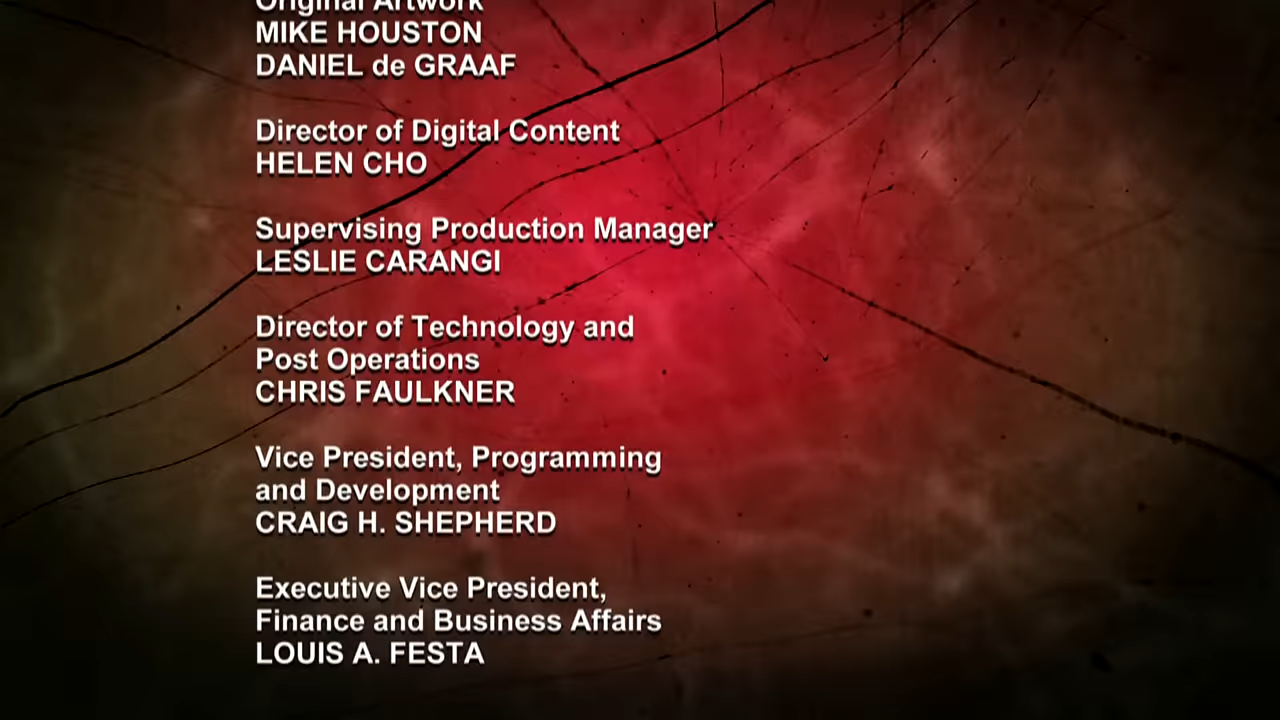 Original Artwork
MIKE HOUSTON
DANIEL de GRAAF
Director of Digital Content
HELEN CHO
Supervising Production Manager
LESLIE CARANGI
Director of Technology and
Post Operations
CHRIS FAULKNER
Vice President, Programming
and Development
CRAIG H. SHEPHERD
Executive Vice President,
Finance and Business Affairs
LOUIS A. FESTA